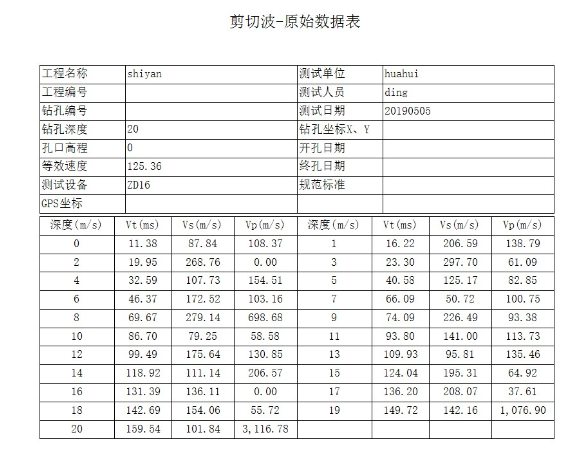 剪切波-原始数据表
工程名称 shiyan 测试单位 huahui
工程编号 测试人员 ding
钻孔编号 测试日期 20190505
钻孔深度 20 钻孔坐标X、Y
孔口高程 0 开孔日期
等效速度 125.36 终孔日期
测试设备 ZD16 规范标准
GPS坐标
深度(m/s) Vt(ms) Vs(m/s) Vp(m/s) 深度(m/s) Vt(ms) Vs(m/s) Vp(m/s)
0 11.38 87.84 108.37 1 16.22 206.59 138.79
2 19.95 268.76 0.00 3 23.30 297.70 61.09
4 32.59 107.73 154.51 5 40.58 125.17 82.85
6 46.37 172.52 103.16 7 66.09 50.72 100.75
8 69.67 279.14 698.68 9 74.09 226.49 93.38
10 86.70 79.25 58.58 11 93.80 141.00 113.73
12 99.49 175.64 130.85 13 109.93 95.81 135.46
14 118.92 111.14 206.57 15 124.04 195.31 64.92
16 131.39 136.11 0.00 17 136.20 208.07 37.61
18 142.69 154.06 55.72 19 149.72 142.16 1,076.90
20 159.54 101.84 3,116.78